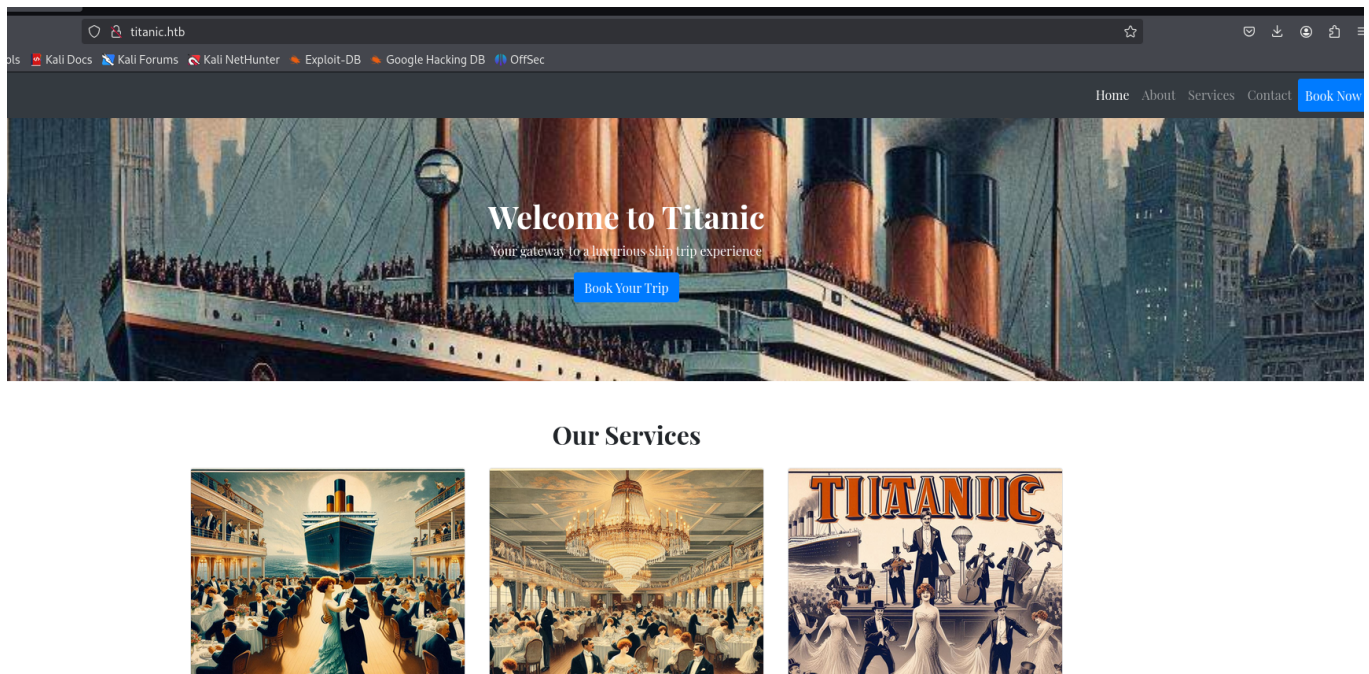 titanic.htb
ols Kali Docs Kali Forums Kali NetHunter Exploit-DB Google Hacking DB OffSec
Home About Services Contact Book Now
Welcome to Titanic
Your gateway to a luxurious ship trip experience
Book Your Trip
Our Services
TIITANIIC